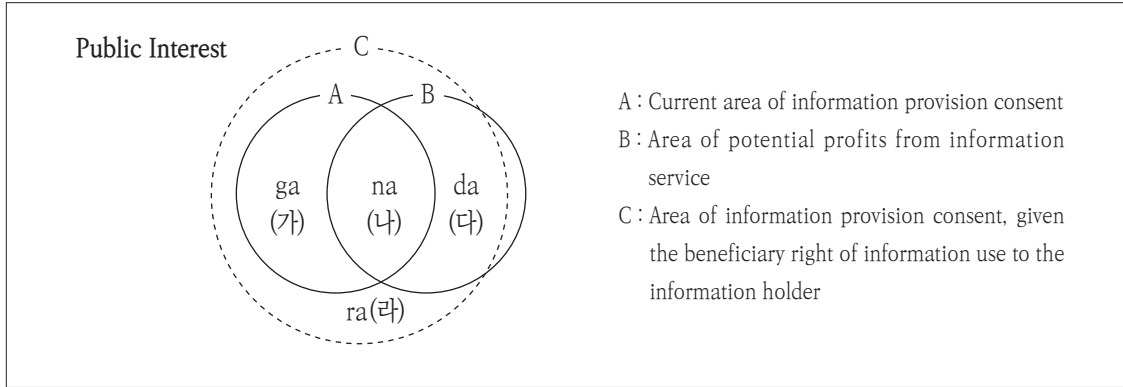 Public Interest
C
A
B
ga
(가)
na
(나)
da
(다)
ra(라)
A : Current area of information provision consent
B : Area of potential profits from information
service
C : Area of information provision consent, given
the beneficiary right of information use to the
information holder